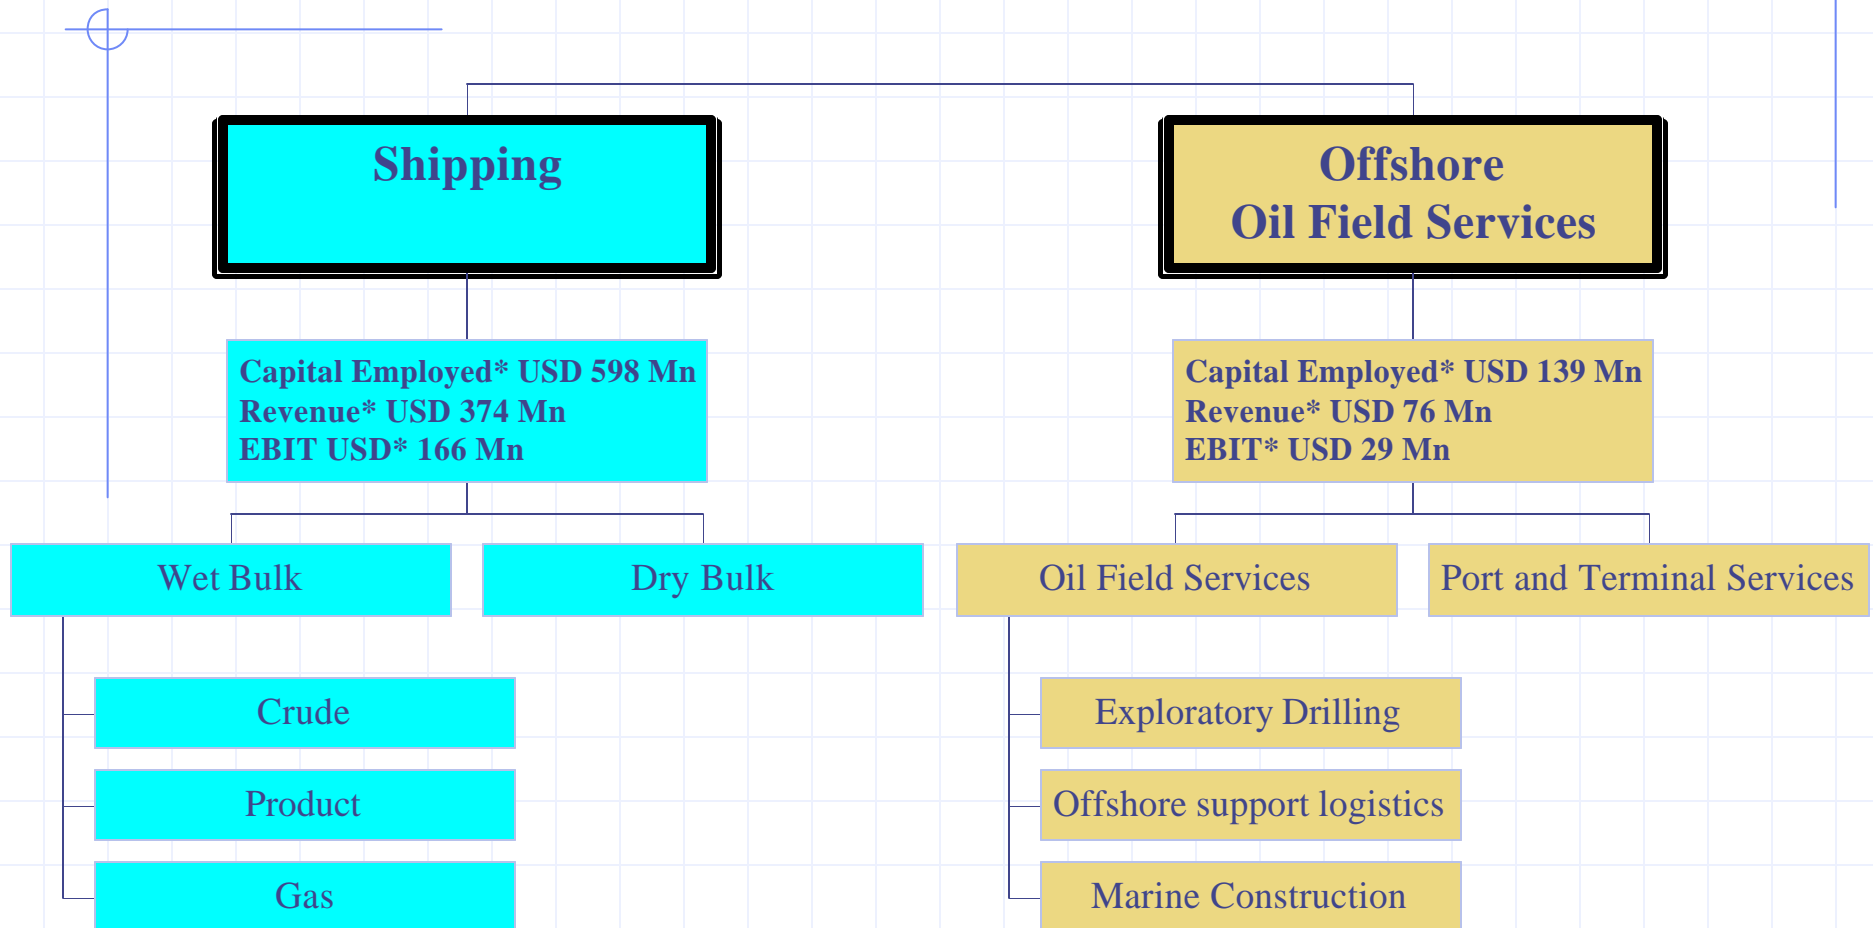 Shipping
Offshore
Oil Field Services
Capital Employed* USD 598 Mn
Revenue* USD 374 Mn
EBIT USD* 166 Mn
Capital Employed* USD 139 Mn
Revenue* USD 76 Mn
EBIT* USD 29 Mn
Wet Bulk
Dry Bulk
Oil Field Services
Port and Terminal Services
Crude
Exploratory Drilling
Product
Offshore support logistics
Gas
Marine Construction